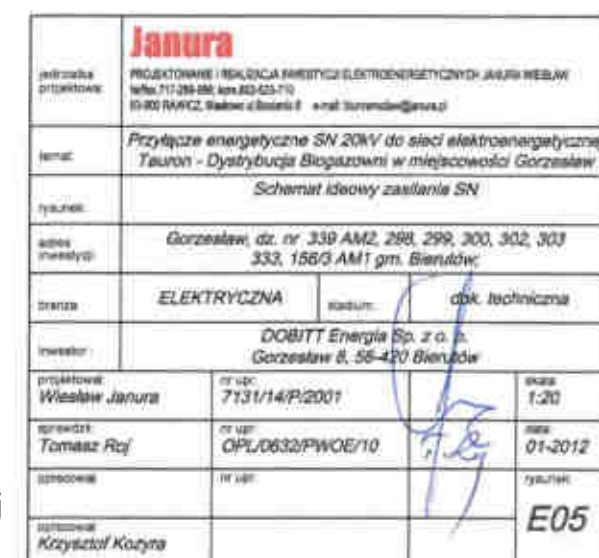 Janura
jednostka
projektowa:
PROJEKTOWANIE I REALIZACJA INWESTYCJI ELEKTROENERGETYCZNYCH JANURA WIESŁAW
temat:
Przyłącze energetyczne SN 20kV do sieci elektroenergetycznej
Tauron - Dystrybucja Biogazowni w miejscowości Gorzesław
rysunek:
Schemat ideowy zasilania SN
adres
inwestycji:
Gorzesław, dz. nr 339 AM2, 298, 299, 300, 302, 303
333, 156/3 AM1 gm. Bierutów;
branża
ELEKTRYCZNA
stadium:
dok. techniczna
inwestor:
DOBITT Energia Sp. z o. o.
Gorzesław 8, 56-420 Bierutów
projektował:
Wiesław Janura
nr upr:
7131/14/P/2001
skala:
1:20
sprawdził:
Tomasz Roj
nr upr:
OPL/0632/PWOE/10
data:
01-2012
opracował:
nr upr:
rysunek:
E05
opracował:
Krzysztof Kozyra